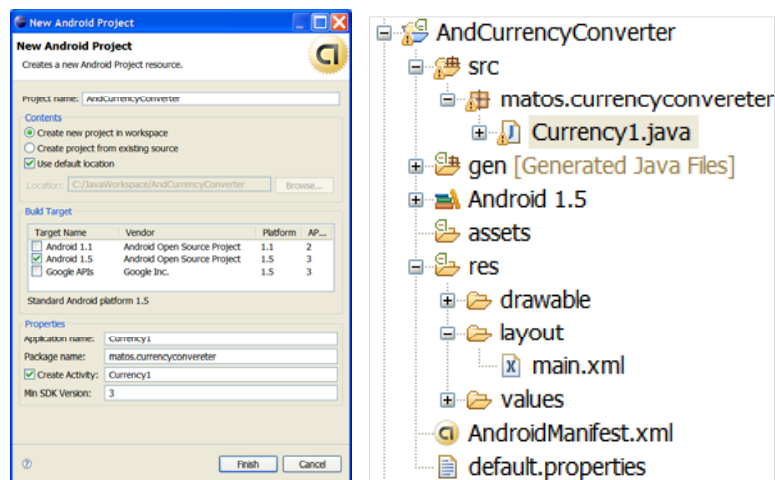 New Android Project
New Android Project
Creates a new Android Project resource.
Project name: AndCurrencyConverter
Contents
Create new project in workspace
Create project from existing source
Use default location
Location: C:/JavaWorkspace/AndCurrencyConverter Browse...
Build Target
Target Name Vendor Platform AP...
Android 1.1 Android Open Source Project 1.1 2
Android 1.5 Android Open Source Project 1.5 3
Google APIs Google Inc. 1.5 3
Standard Android platform 1.5
Properties
Application name: Currency1
Package name: matos.currencyconvereter
Create Activity: Currency1
Min SDK Version: 3
Finish Cancel
AndCurrencyConverter
src
matos.currencyconvereter
Currency1.java
gen [Generated Java Files]
Android 1.5
assets
res
drawable
layout
main.xml
values
AndroidManifest.xml
default.properties